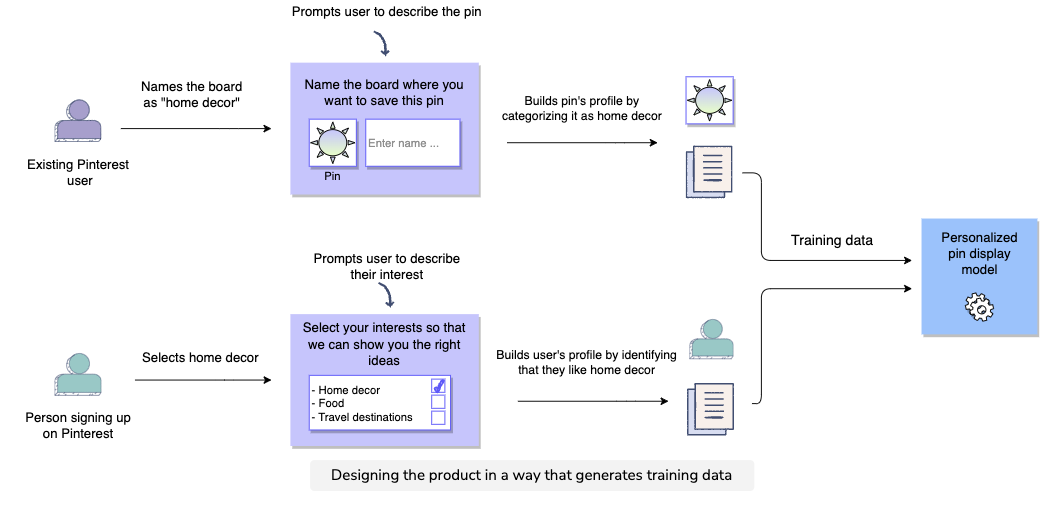 Prompts user to describe the pin
Names the board
as "home decor"
Existing Pinterest
user
Name the board where you
want to save this pin
Enter name ...
Pin
Builds pin's profile by
categorizing it as home decor
Training data
Personalized
pin display
model
Prompts user to describe
their interest
Person signing up
on Pinterest
Selects home decor
Select your interests so that
we can show you the right
ideas
- Home decor
- Food
- Travel destinations
Builds user's profile by identifying
that they like home decor
Designing the product in a way that generates training data